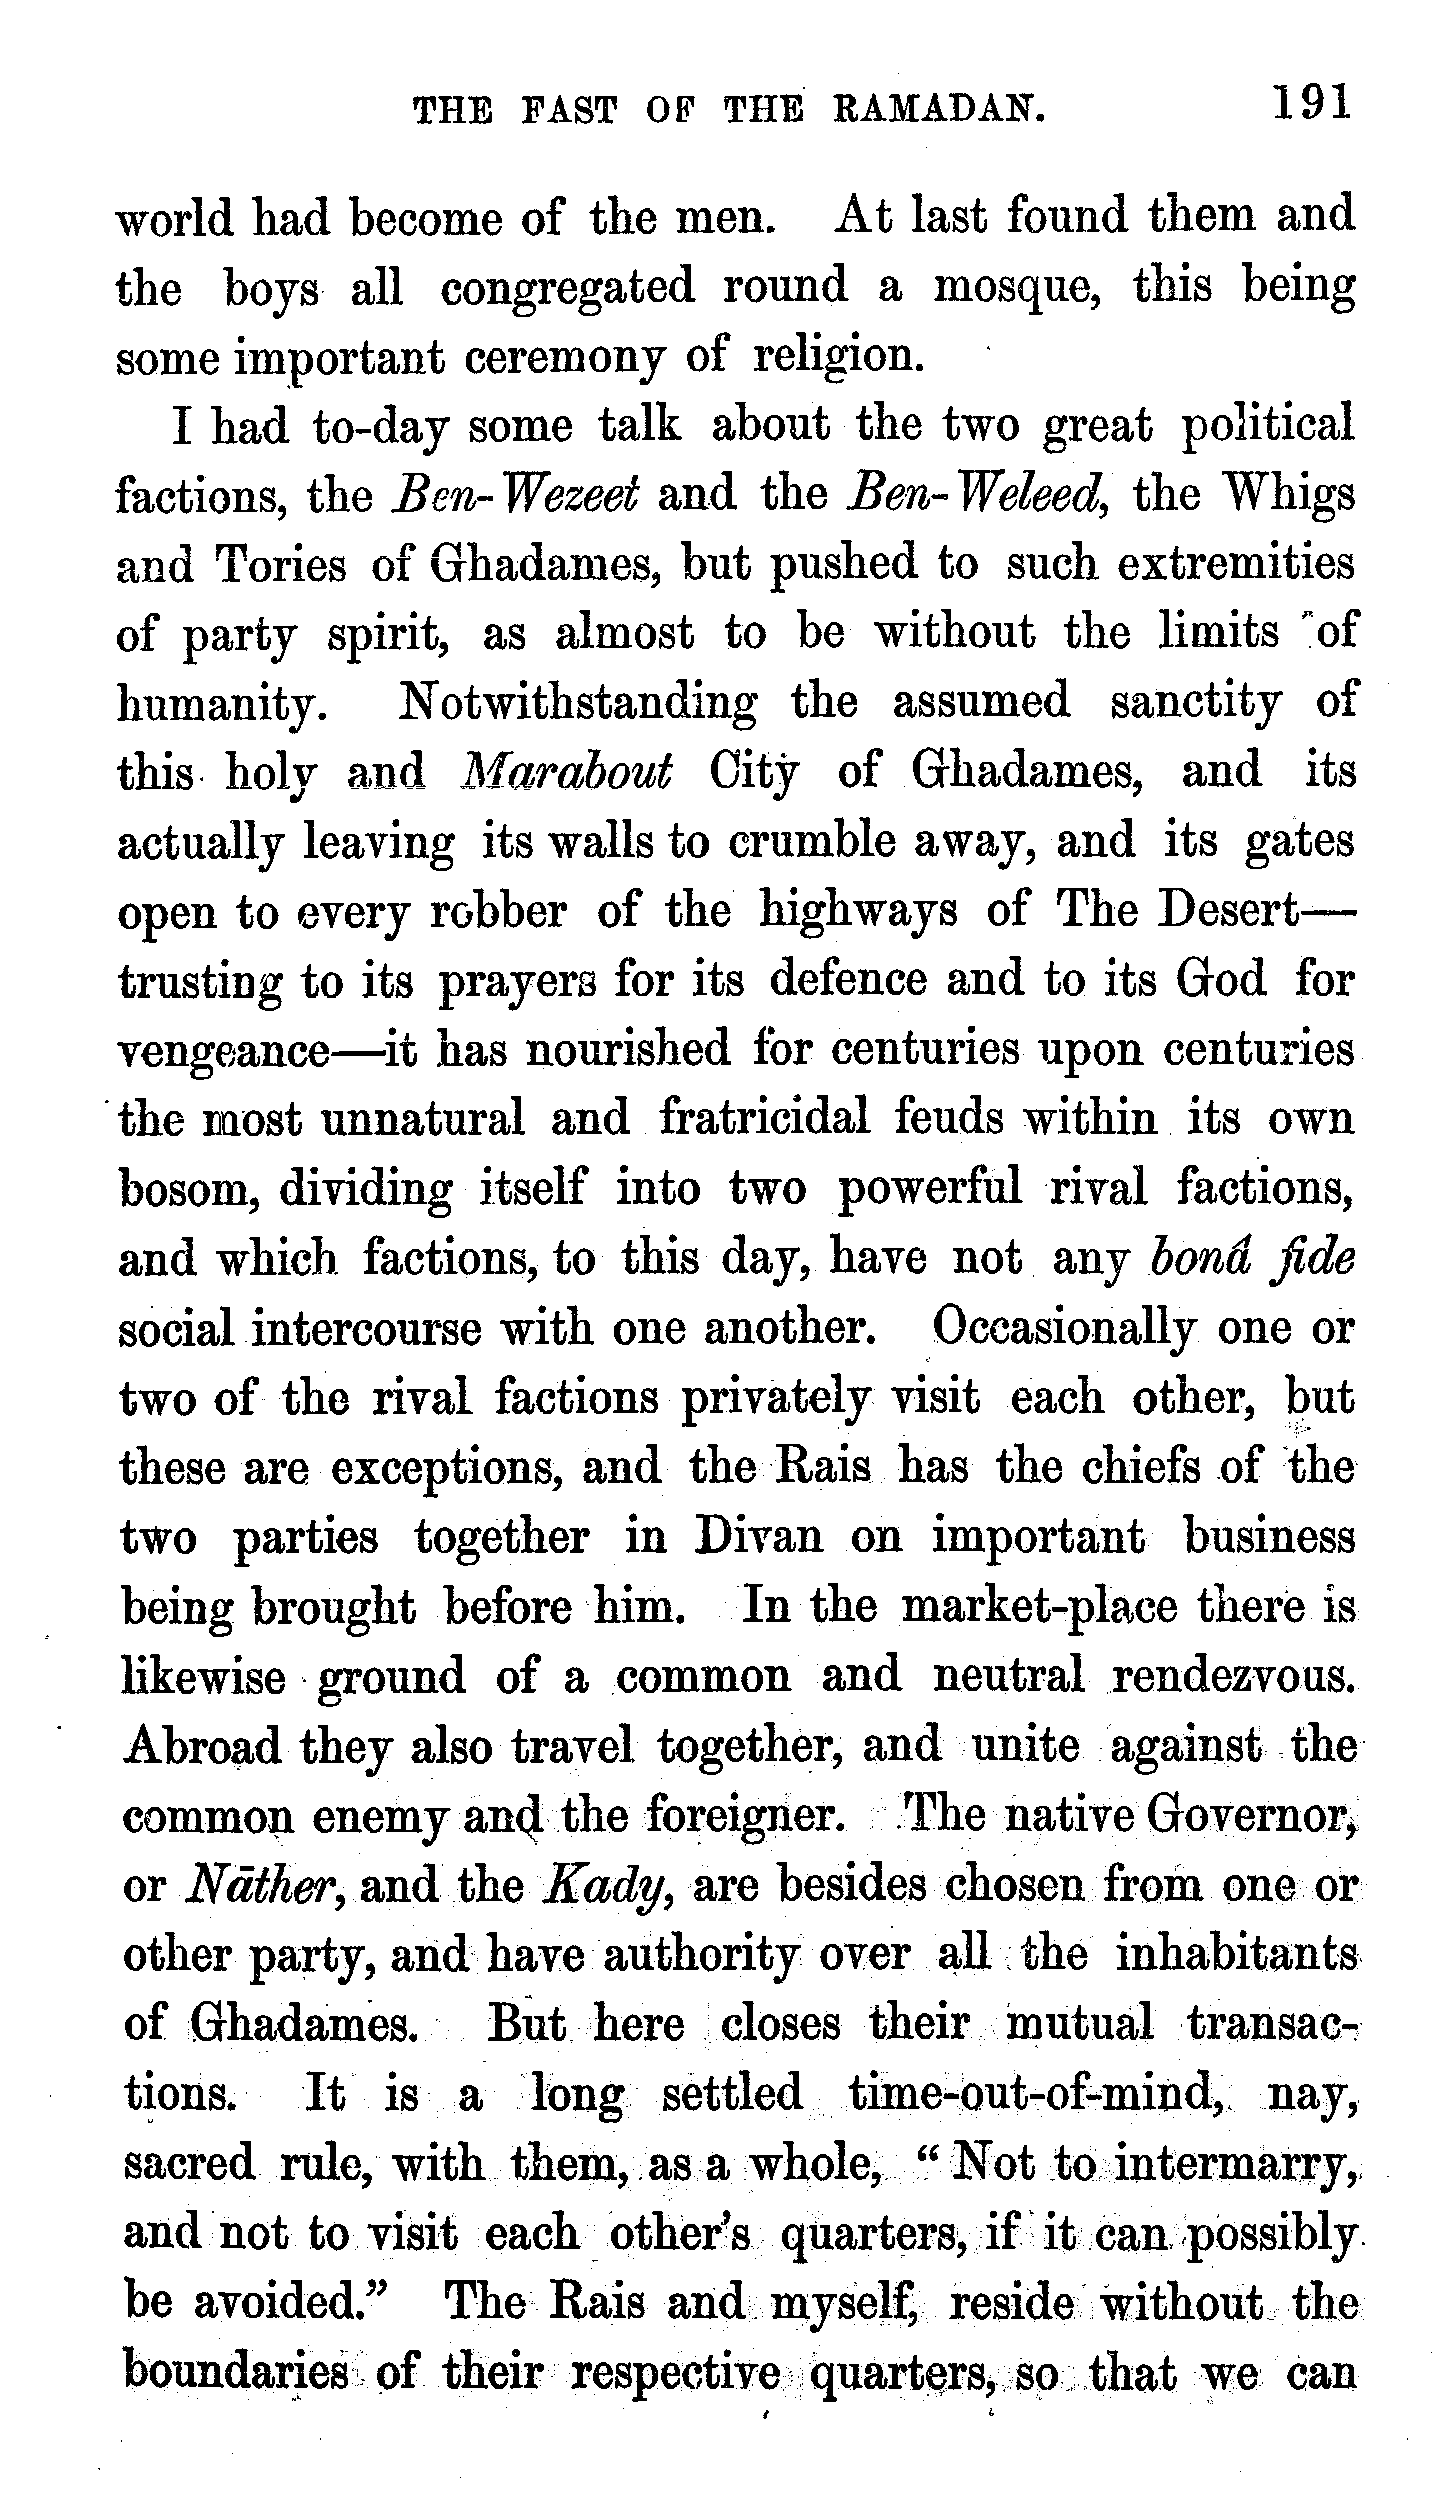 THE FAST OF THE RAMADAN. 191
world had become of the men. At last found them and
the boys all congregated round a mosque, this being
some important ceremony of religion.
I had to-day some talk about the two great political
factions, the Ben-Wezeet and the Ben-Weleed, the Whigs
and Tories of Ghadames, but pushed to such extremities
of party spirit, as almost to be without the limits of
humanity. Notwithstanding the assumed sanctity of
this holy and Marabout City of Ghadames, and its
actually leaving its walls to crumble away, and its gates
open to every robber of the highways of The Desert—
trusting to its prayers for its defence and to its God for
vengeance—it has nourished for centuries upon centuries
the most unnatural and fratricidal feuds within its own
bosom, dividing itself into two powerful rival factions,
and which factions, to this day, have not any bonâ fide
social intercourse with one another. Occasionally one or
two of the rival factions privately visit each other, but
these are exceptions, and the Rais has the chiefs of the
two parties together in Divan on important business
being brought before him. In the market-place there is
likewise ground of a common and neutral rendezvous.
Abroad they also travel together, and unite against the
common enemy and the foreigner. The native Governor,
or Nāther, and the Kady, are besides chosen from one or
other party, and have authority over all the inhabitants
of Ghadames. But here closes their mutual transac-
tions. It is a long settled time-out-of-mind, nay,
sacred rule, with them, as a whole, “Not to intermarry,
and not to visit each other's quarters, if it can possibly
be avoided.” The Rais and myself, reside without the
boundaries of their respective quarters, so that we can